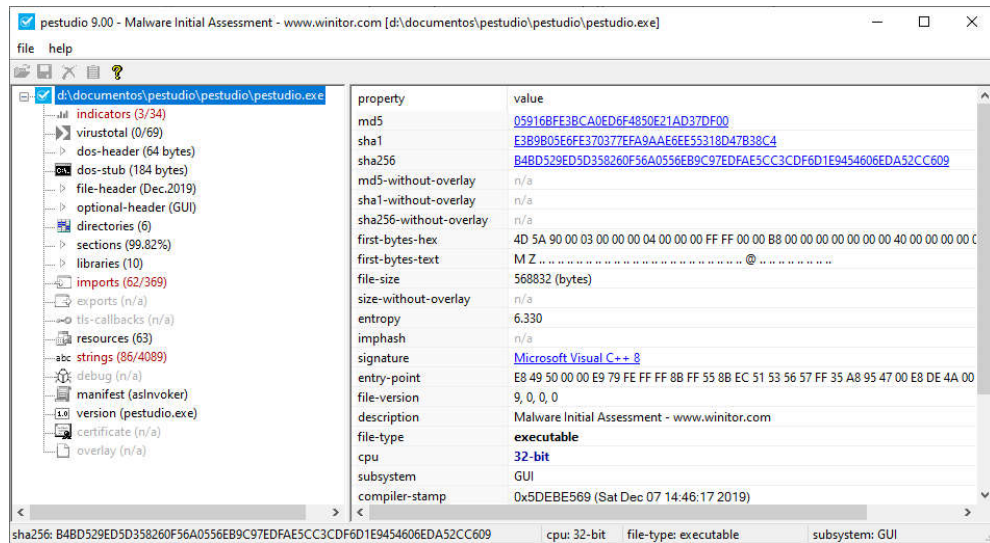 pestudio 9.00 - Malware Initial Assessment - www.winitor.com [d:\documentos\pestudio\pestudio\pestudio.exe]
file help
d:\documentos\pestudio\pestudio\pestudio.exe
indicators (3/34)
virustotal (0/69)
dos-header (64 bytes)
dos-stub (184 bytes)
file-header (Dec.2019)
optional-header (GUI)
directories (6)
sections (99.82%)
libraries (10)
imports (62/369)
exports (n/a)
tls-callbacks (n/a)
resources (63)
abc strings (86/4089)
debug (n/a)
manifest (asInvoker)
1.0 version (pestudio.exe)
certificate (n/a)
overlay (n/a)
property value
md5 05916BFE3BCA0ED6F4850E21AD37DF00
sha1 E3B9B05E6FE370377EFA9AAE6EE55318D47B38C4
sha256 B4BD529ED5D358260F56A0556EB9C97EDFAE5CC3CDF6D1E9454606EDA52CC609
md5-without-overlay n/a
sha1-without-overlay n/a
sha256-without-overlay n/a
first-bytes-hex 4D 5A 90 00 03 00 00 00 04 00 00 00 FF FF 00 00 B8 00 00 00 00 00 00 00 40 00 00 00 00
first-bytes-text M Z .. .. .. .. .. .. .. .. .. .. .. .. .. .. .. .. .. .. .. .. @ .. .. .. .. .. .. ..
file-size 568832 (bytes)
size-without-overlay n/a
entropy 6.330
imphash n/a
signature Microsoft Visual C++ 8
entry-point E8 49 50 00 00 E9 79 FE FF FF 8B FF 55 8B EC 51 53 56 57 FF 35 A8 95 47 00 E8 DE 4A 00
file-version 9, 0, 0, 0
description Malware Initial Assessment - www.winitor.com
file-type executable
cpu 32-bit
subsystem GUI
compiler-stamp 0x5DEBE569 (Sat Dec 07 14:46:17 2019)
sha256: B4BD529ED5D358260F56A0556EB9C97EDFAE5CC3CDF6D1E9454606EDA52CC609 cpu: 32-bit file-type: executable subsystem: GUI